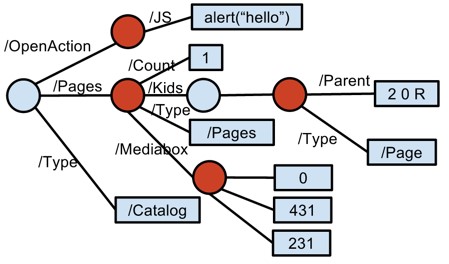 /JS
alert(“hello”)
/OpenAction
/Count
1
/Pages
/Kids
/Parent
2 0 R
/Type
/Pages
/Type
/Page
/Mediabox
/Type
0
/Catalog
431
231